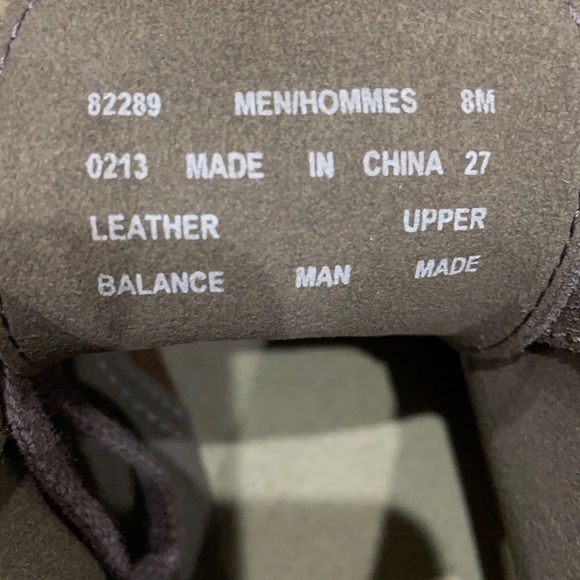 82289 MEN/HOMMES 8M
0213 MADE IN CHINA 27
LEATHER UPPER
BALANCE MAN MADE